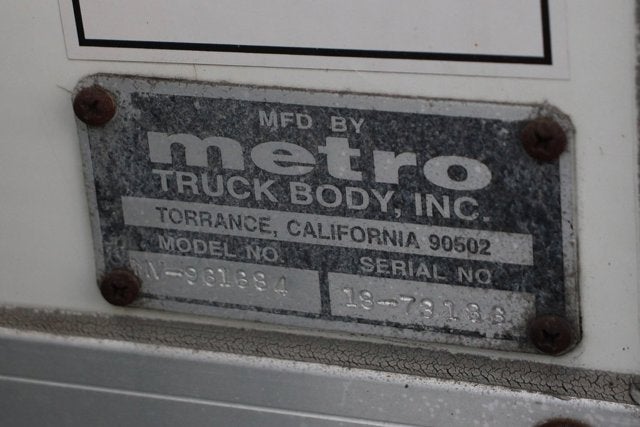 MFD BY
metro
TRUCK BODY, INC.
TORRANCE, CALIFORNIA 90502
MODEL NO.
SERIAL NO